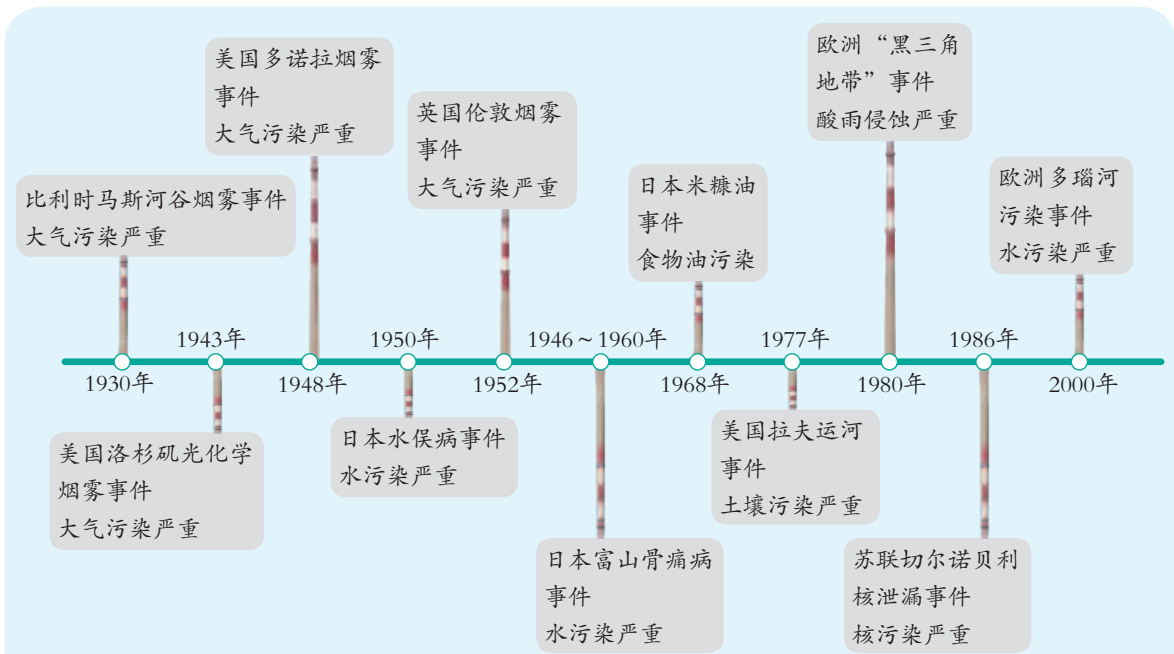 美国多诺拉烟雾
事件
大气污染严重
欧洲“黑三角
地带”事件
酸雨侵蚀严重
英国伦敦烟雾
事件
大气污染严重
比利时马斯河谷烟雾事件
大气污染严重
日本米糠油
事件
食物油污染
欧洲多瑙河
污染事件
水污染严重
1943年
1950年
1946～1960年
1977年
1986年
1930年
1948年
1952年
1968年
1980年
2000年
美国洛杉矶光化学
烟雾事件
大气污染严重
日本水俣病事件
水污染严重
美国拉夫运河
事件
土壤污染严重
日本富山骨痛病
事件
水污染严重
苏联切尔诺贝利
核泄漏事件
核污染严重